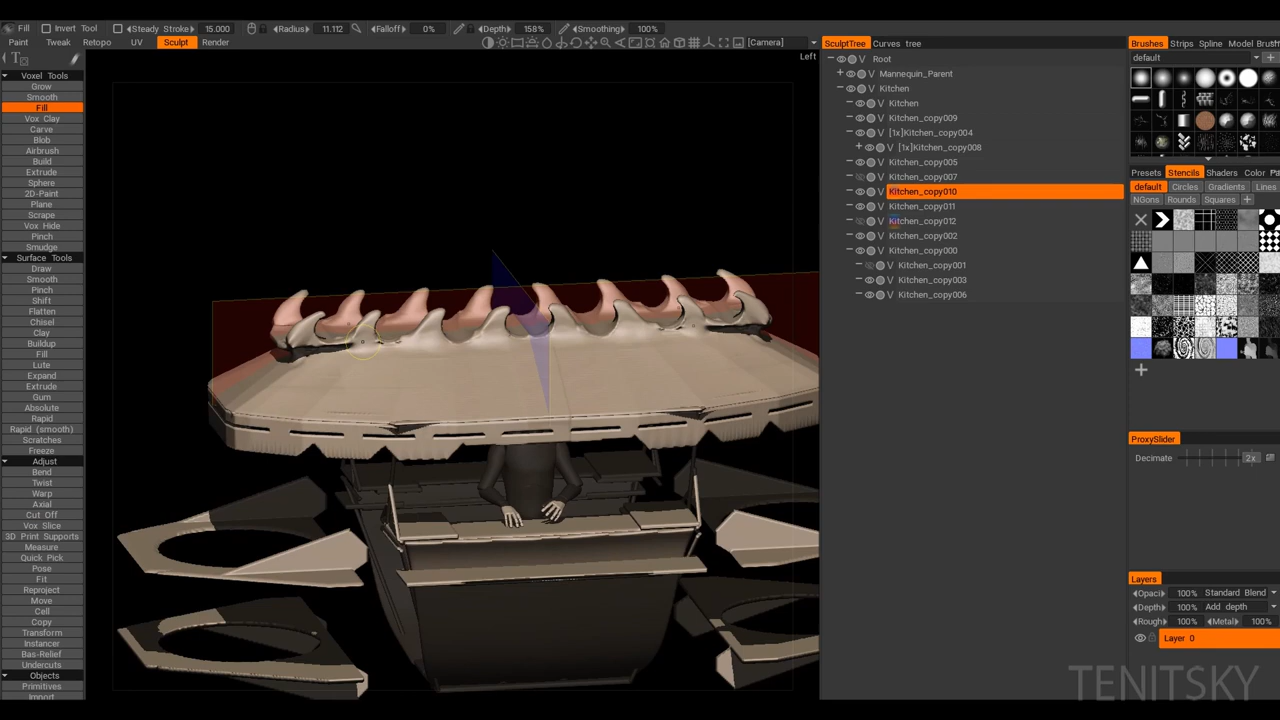 Fill Invert Tool Steady Stroke 15.000 Radius 11.112 Falloff 0% Depth 158% Smoothing 100%
Paint Tweak Retopo UV Sculpt Render [Camera]
Left
Voxel Tools
Grow
Smooth
Fill
Vox Clay
Carve
Blob
Airbrush
Build
Extrude
Sphere
2D-Paint
Plane
Scrape
Vox Hide
Pinch
Smudge
Surface Tools
Draw
Smooth
Pinch
Shift
Flatten
Chisel
Clay
Buildup
Fill
Lute
Expand
Extrude
Gum
Absolute
Rapid
Rapid (smooth)
Scratches
Freeze
Adjust
Bend
Twist
Warp
Axial
Cut Off
Vox Slice
3D Print Supports
Measure
Quick Pick
Pose
Fit
Reproject
Move
Cell
Copy
Transform
Instancer
Bas-Relief
Undercuts
Objects
Primitives
Import
SculptTree Curves tree
Root
Mannequin_Parent
V Kitchen
V Kitchen
V Kitchen_copy009
V [1x]Kitchen_copy004
V [1x]Kitchen_copy008
V Kitchen_copy005
V Kitchen_copy007
V Kitchen_copy010
V Kitchen_copy011
V Kitchen_copy012
V Kitchen_copy002
V Kitchen_copy000
V Kitchen_copy001
V Kitchen_copy003
V Kitchen_copy006
Brushes Strips Spline Model
default
Presets Stencils Shaders Color
default Circles Gradients Lines
NGons Rounds Squares
ProxySlider
Decimate 2x
Layers
Opaci 100% Standard Blend
Depth 100% Add depth
Rough 100% Metal 100%
Layer 0
TENITSKY